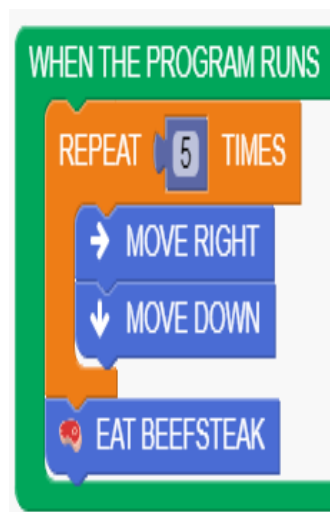 WHEN THE PROGRAM RUNS
REPEAT 5 TIMES
MOVE RIGHT
MOVE DOWN
EAT BEEFSTEAK